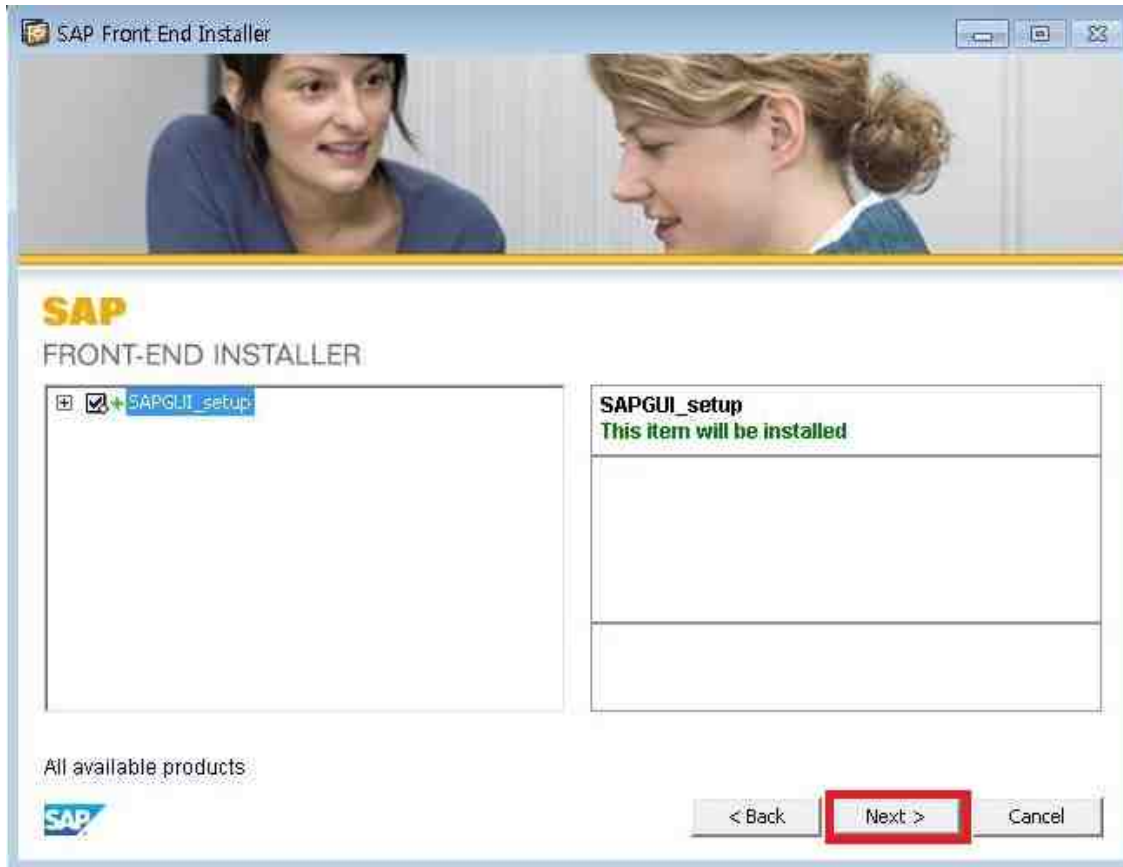 SAP Front End Installer
SAP
FRONT-END INSTALLER
SAPGUI_setup
SAPGUI_setup
This item will be installed
All available products
SAP
< Back
Next >
Cancel